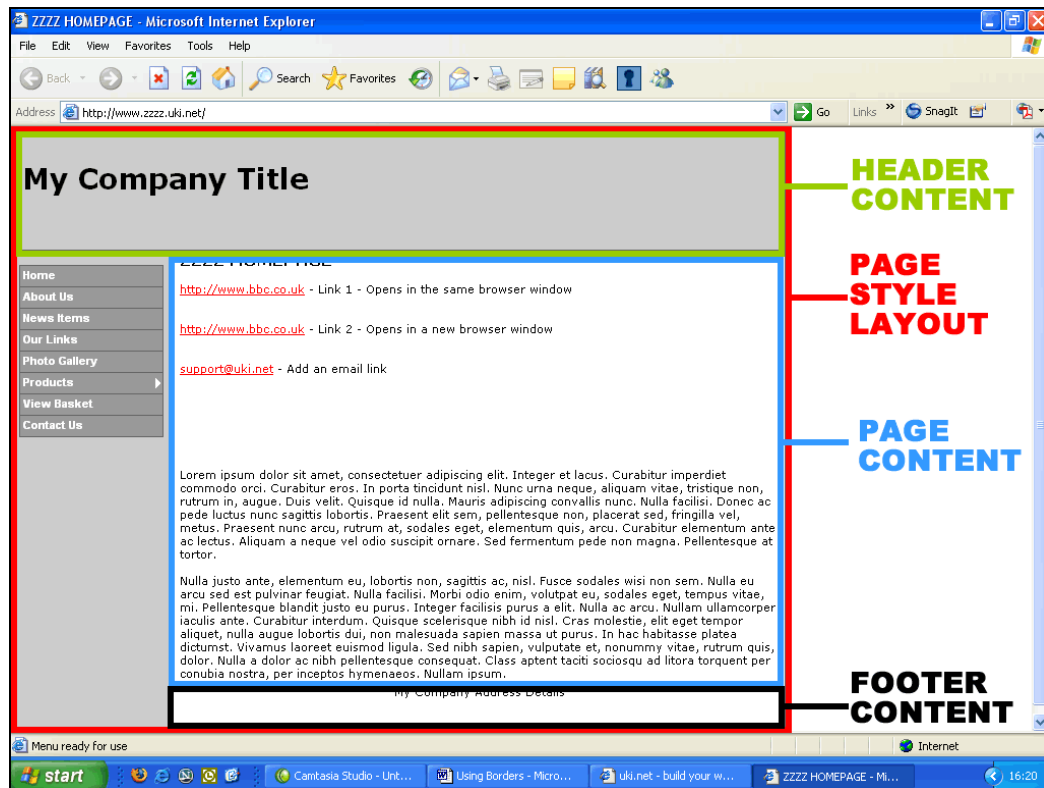 ZZZZ HOMEPAGE - Microsoft Internet Explorer
File Edit View Favorites Tools Help
Back Search Favorites
Address http://www.zzzz.uki.net/ Go Links » SnagIt
My Company Title
HEADER
CONTENT
PAGE
STYLE
LAYOUT
Home
About Us
News Items
Our Links
Photo Gallery
Products
View Basket
Contact Us
ZZZZ HOMEPAGE
http://www.bbc.co.uk - Link 1 - Opens in the same browser window
http://www.bbc.co.uk - Link 2 - Opens in a new browser window
support@uki.net - Add an email link
PAGE
CONTENT
Lorem ipsum dolor sit amet, consectetuer adipiscing elit. Integer et lacus. Curabitur imperdiet
commodo orci. Curabitur eros. In porta tincidunt nisl. Nunc urna neque, aliquam vitae, tristique non,
rutrum in, augue. Duis velit. Quisque id nulla. Mauris adipiscing convallis nunc. Nulla facilisi. Donec ac
pede luctus nunc sagittis lobortis. Praesent elit sem, pellentesque non, placerat sed, fringilla vel,
metus. Praesent nunc arcu, rutrum at, sodales eget, elementum quis, arcu. Curabitur elementum ante
ac lectus. Aliquam a neque vel odio suscipit ornare. Sed fermentum pede non magna. Pellentesque at
tortor.
Nulla justo ante, elementum eu, lobortis non, sagittis ac, nisl. Fusce sodales wisi non sem. Nulla eu
arcu sed est pulvinar feugiat. Nulla facilisi. Morbi odio enim, volutpat eu, sodales eget, tempus vitae,
mi. Pellentesque blandit justo eu purus. Integer facilisis purus a elit. Nulla ac arcu. Nullam ullamcorper
iaculis ante. Curabitur interdum. Quisque scelerisque nibh id nisl. Cras molestie, elit eget tempor
aliquet, nulla augue lobortis dui, non malesuada sapien massa ut purus. In hac habitasse platea
dictumst. Vivamus laoreet euismod ligula. Sed nibh sapien, vulputate et, nonummy vitae, rutrum quis,
dolor. Nulla a dolor ac nibh pellentesque consequat. Class aptent taciti sociosqu ad litora torquent per
conubia nostra, per inceptos hymenaeos. Nullam ipsum.
My Company Address Details
FOOTER
CONTENT
Menu ready for use Internet
start Camtasia Studio - Unt... Using Borders - Micro... uki.net - build your w... ZZZZ HOMEPAGE - Mi... 16:20